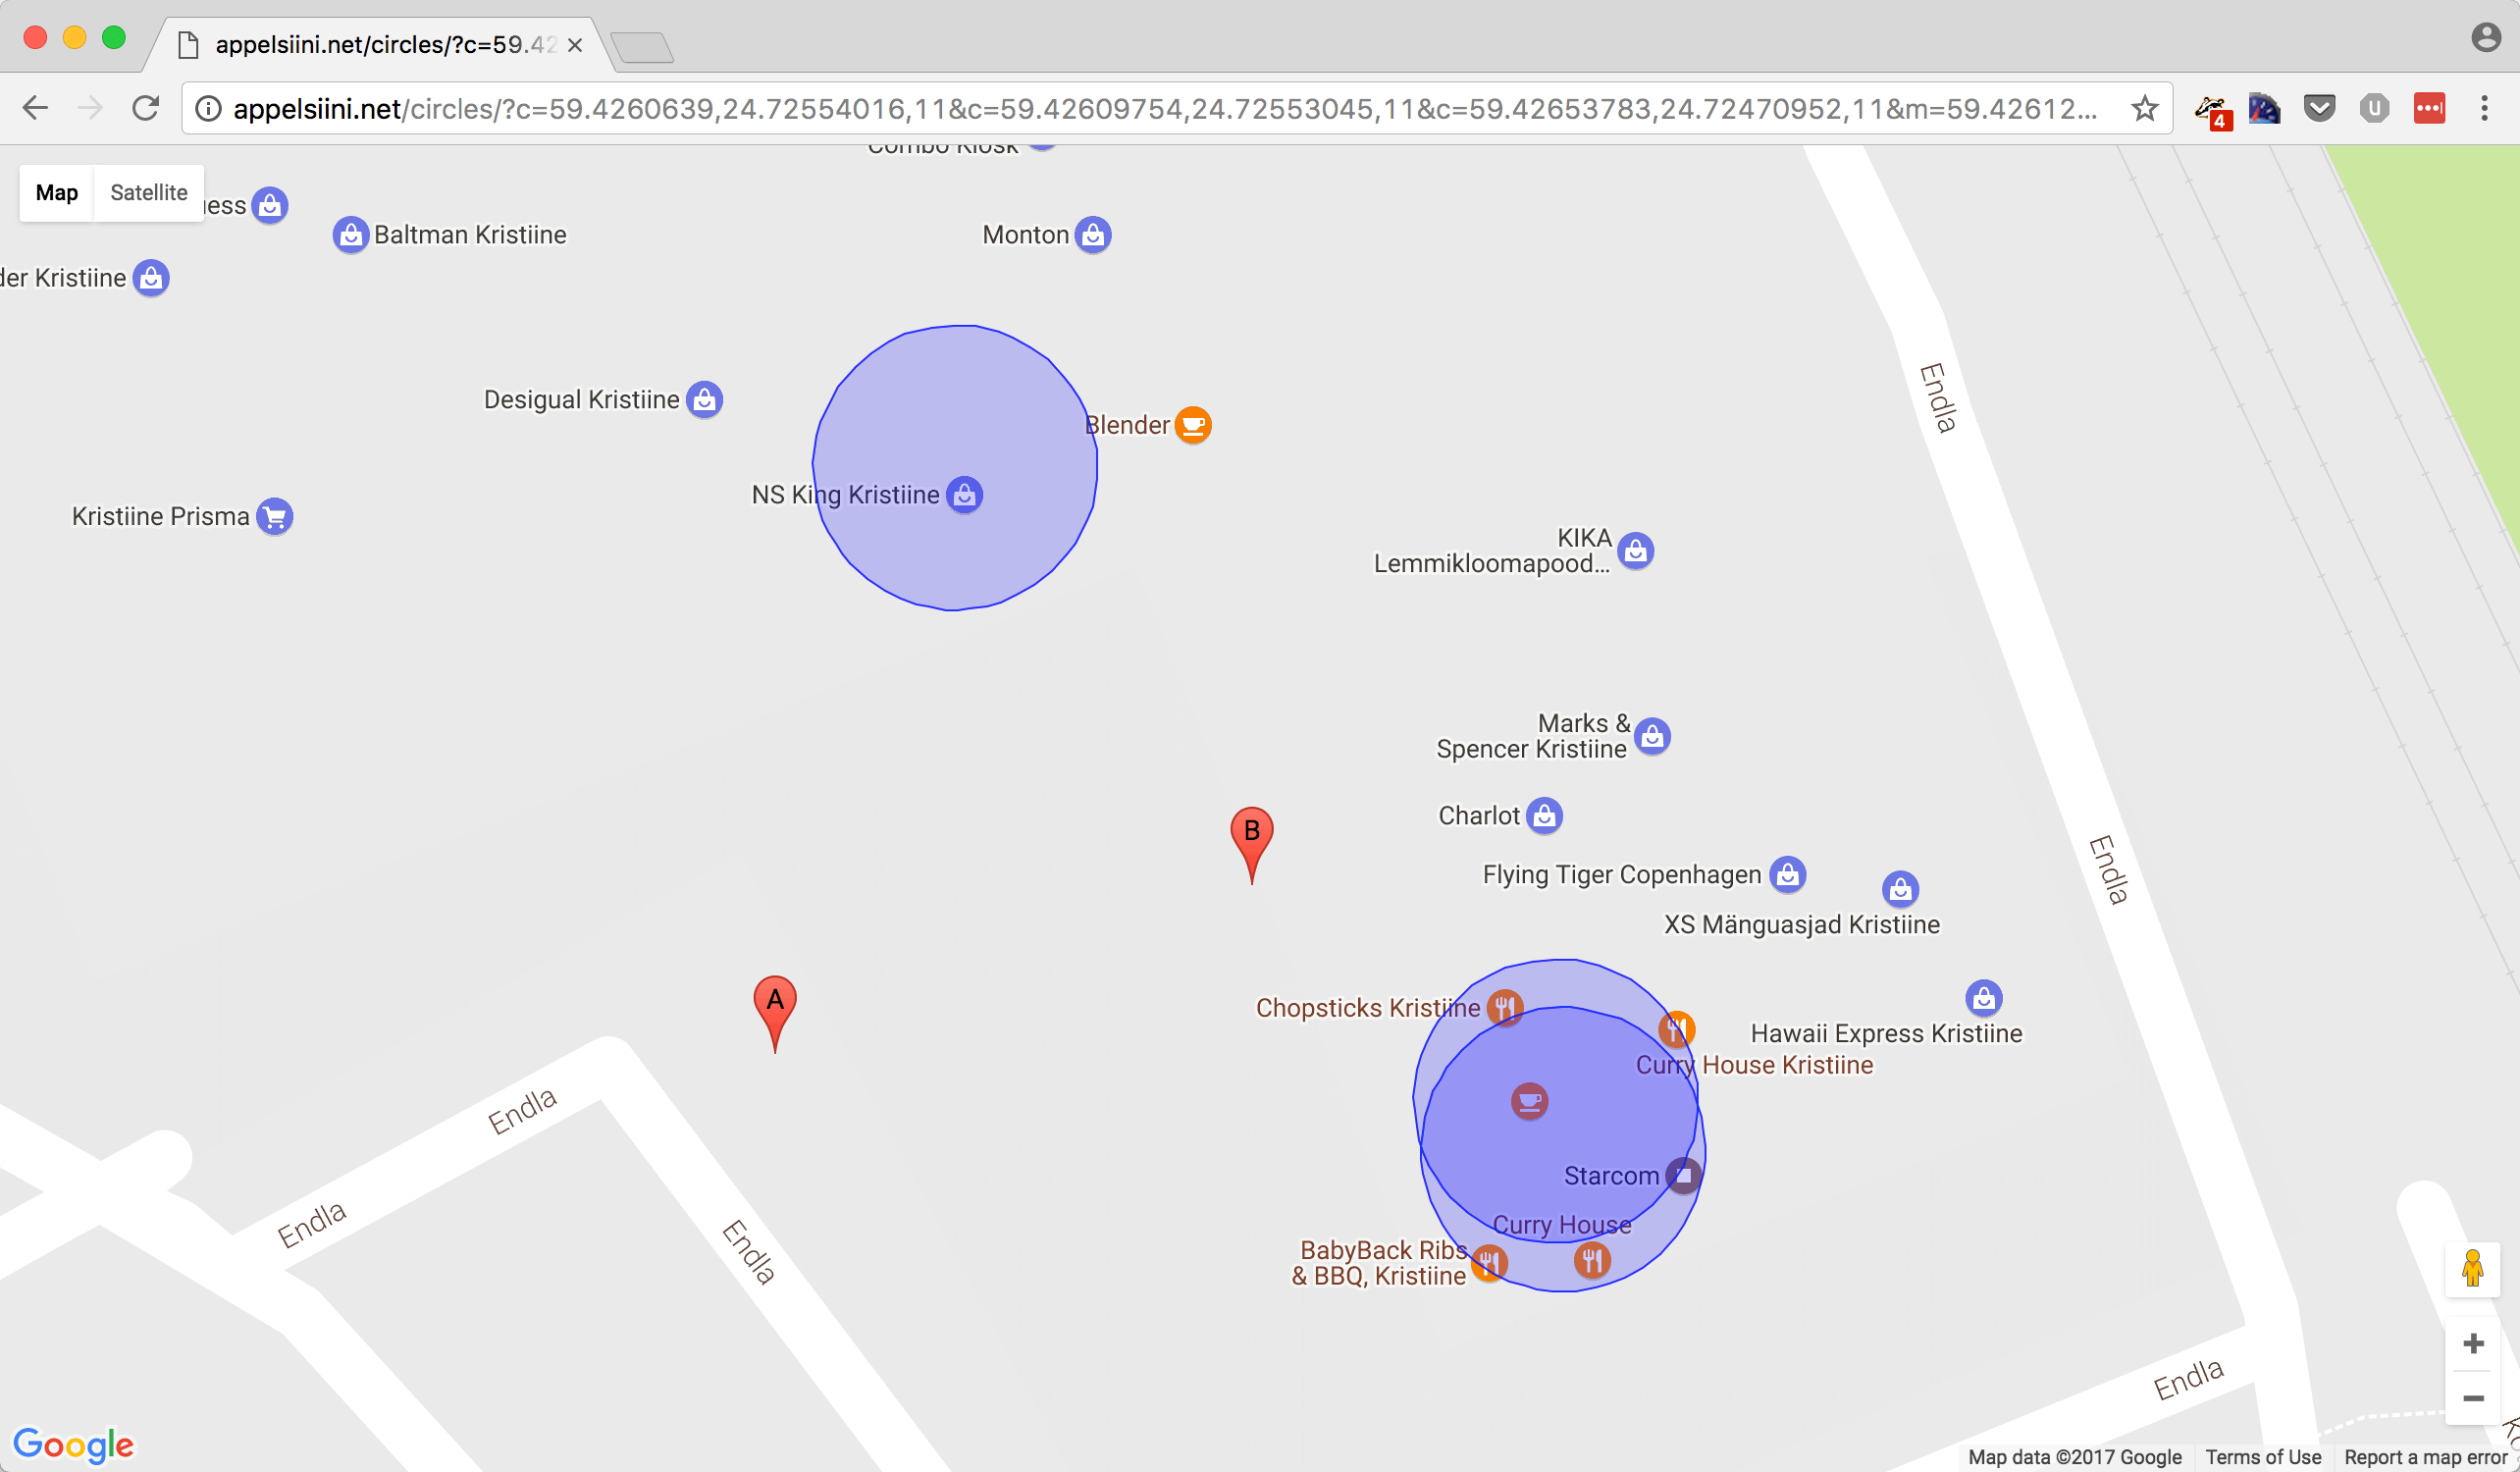 appelsiini.net/circles/?c=59.42
appelsiini.net/circles/?c=59.4260639,24.72554016,11&c=59.42609754,24.72553045,11&c=59.42653783,24.72470952,11&m=59.42612...
4
Combo Kiosk
Map Satellite
ess
Baltman Kristiine
Monton
der Kristiine
Desigual Kristiine
Blender
Endla
NS King Kristiine
Kristiine Prisma
KIKA
Lemmikloomapood...
Marks &
Spencer Kristiine
Charlot
B
Flying Tiger Copenhagen
Endla
XS Mänguasjad Kristiine
A
Chopsticks Kristiine
Hawaii Express Kristiine
Curry House Kristiine
Endla
Starcom
Endla
Curry House
Endla
BabyBack Ribs
& BBQ, Kristiine
Endla
Google
Map data ©2017 Google Terms of Use Report a map error